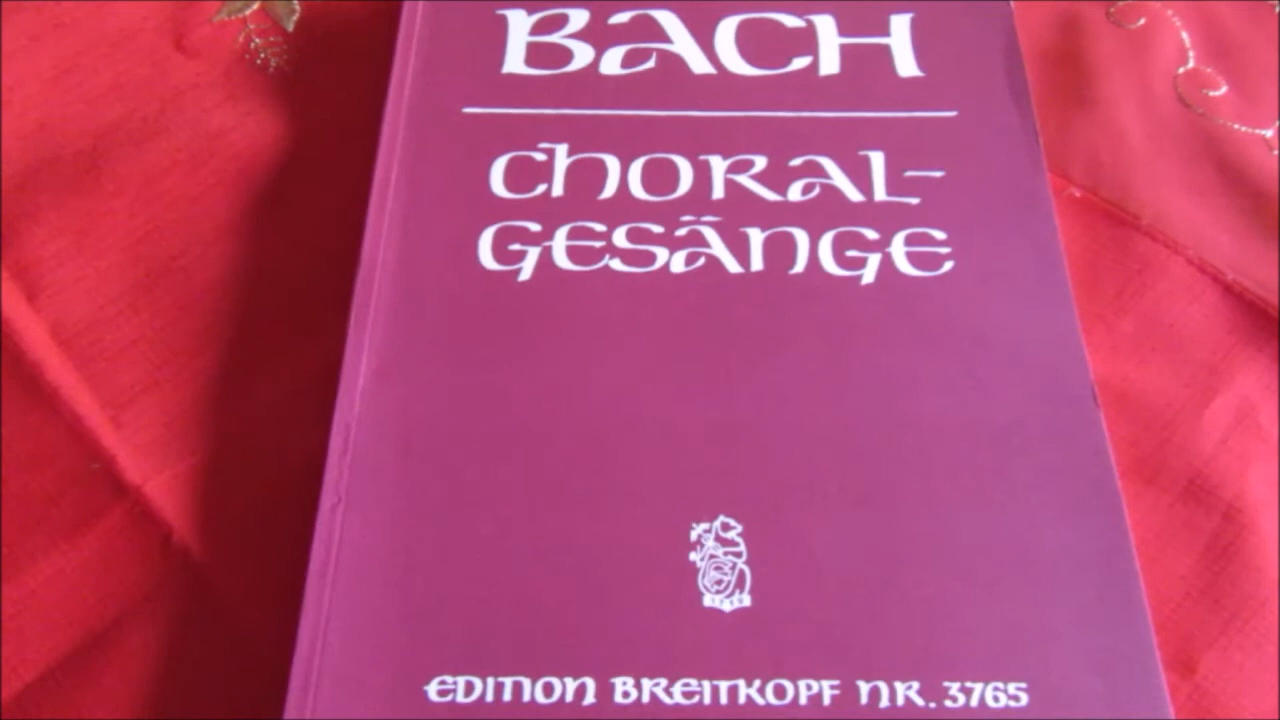 BACH
CHORAL-
GESÄNGE
EDITION BREITKOPF NR. 3765